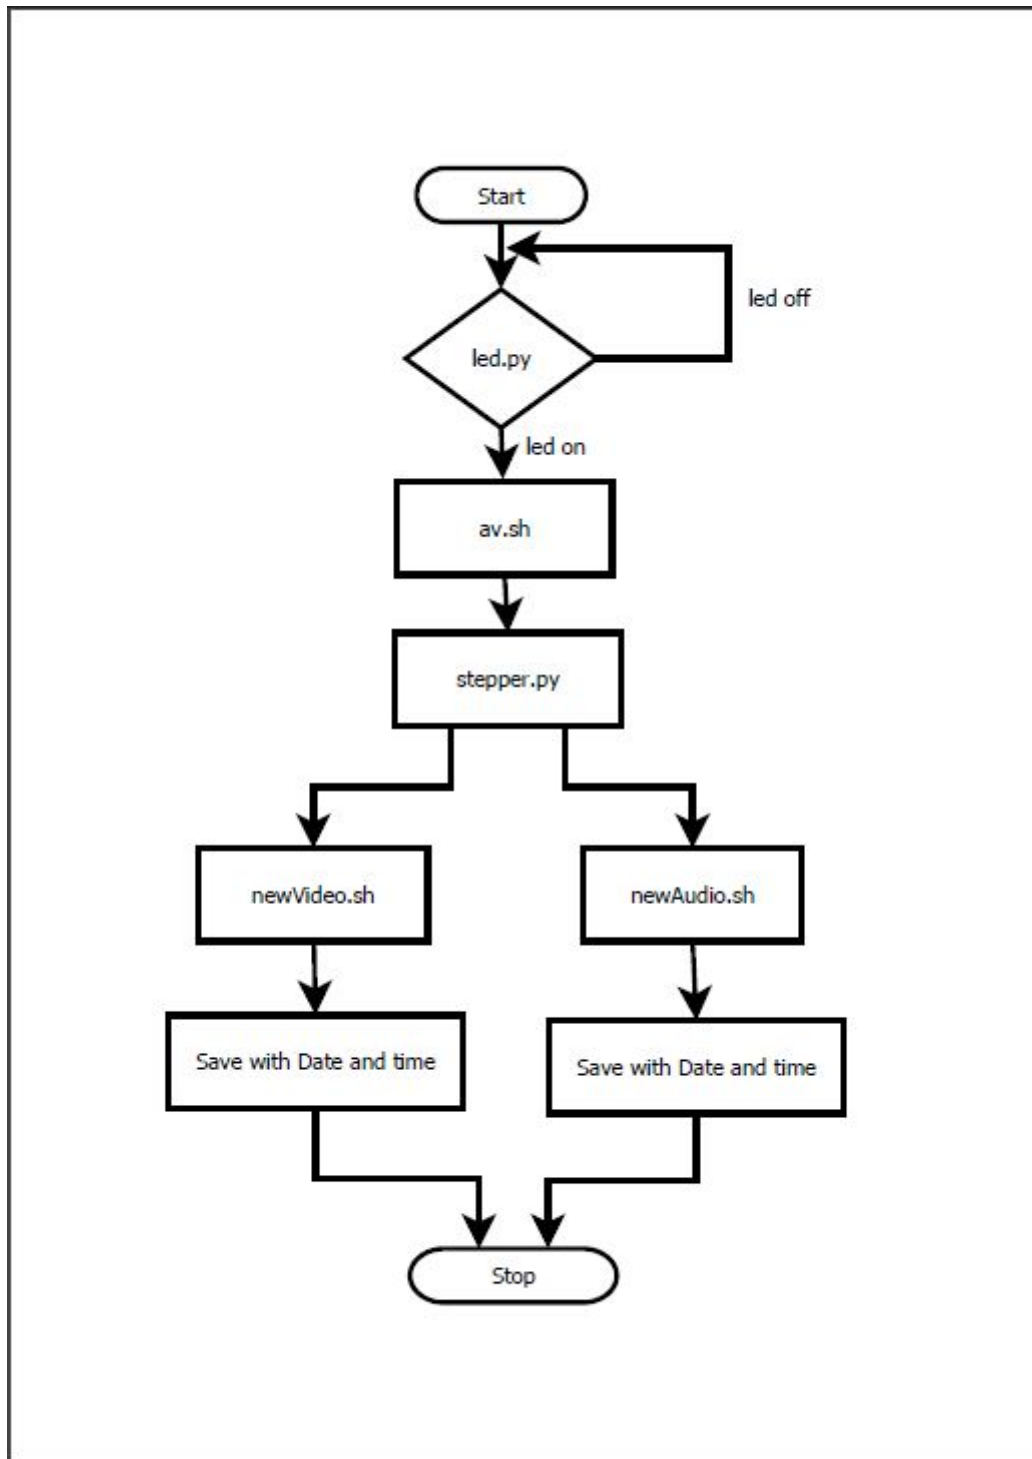 Start
led off
led.py
led on
av.sh
stepper.py
newVideo.sh
newAudio.sh
Save with Date and time
Save with Date and time
Stop